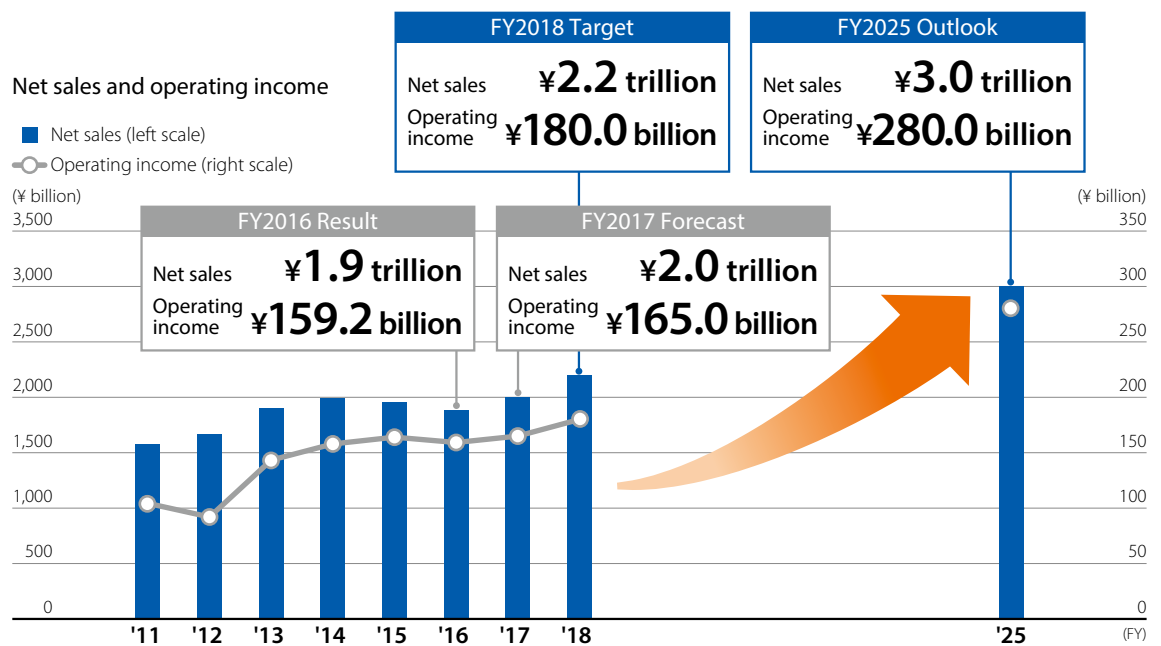 Net sales and operating income
Net sales (left scale)
Operating income (right scale)
FY2018 Target
Net sales ¥2.2 trillion
Operating income ¥180.0 billion
FY2025 Outlook
Net sales ¥3.0 trillion
Operating income ¥280.0 billion
FY2016 Result
Net sales ¥1.9 trillion
Operating income ¥159.2 billion
FY2017 Forecast
Net sales ¥2.0 trillion
Operating income ¥165.0 billion
(¥ billion)
3,500
3,000
2,500
2,000
1,500
1,000
500
0
(¥ billion)
350
300
250
200
150
100
50
0
'11 '12 '13 '14 '15 '16 '17 '18 '25 (FY)